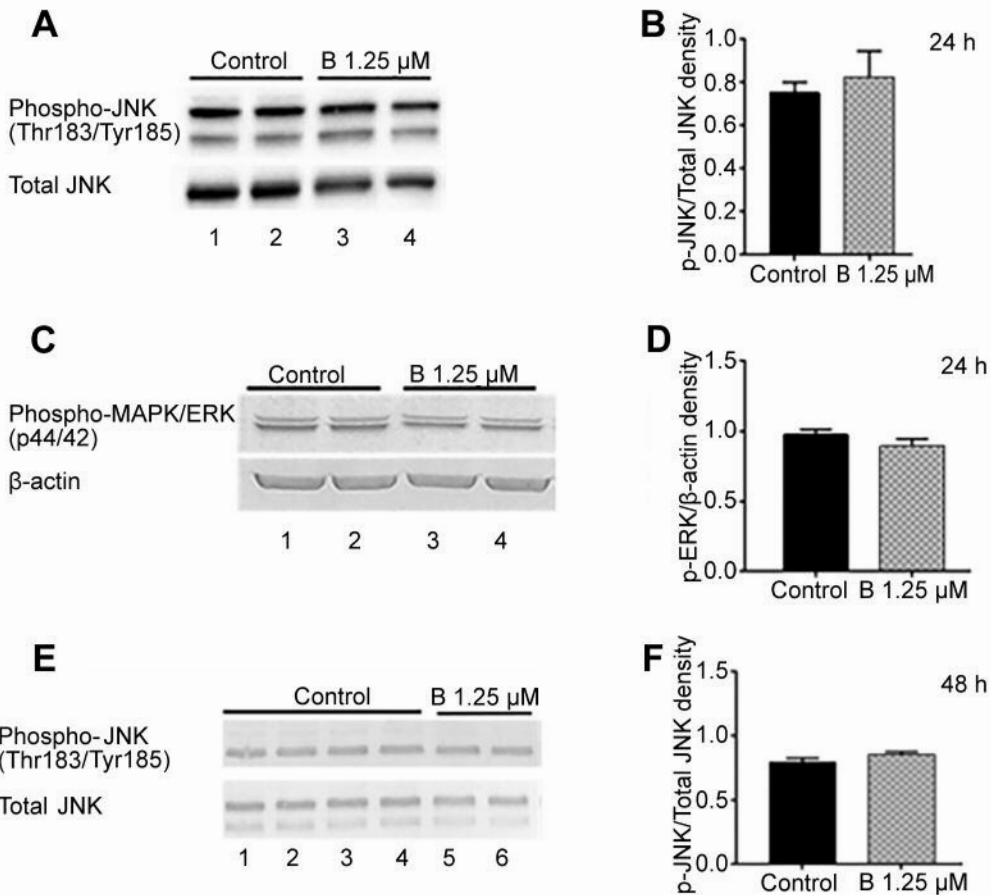 A
Control B 1.25 µM
Phospho-JNK
(Thr183/Tyr185)
Total JNK
1 2 3 4
B
24 h
p-JNK/Total JNK density
1.0
0.8
0.6
0.4
0.2
0.0
Control B 1.25 µM
C
Control B 1.25 µM
Phospho-MAPK/ERK
(p44/42)
β-actin
1 2 3 4
D
24 h
p-ERK/β-actin density
1.5
1.0
0.5
0.0
Control B 1.25 µM
E
Control B 1.25 µM
Phospho-JNK
(Thr183/Tyr185)
Total JNK
1 2 3 4 5 6
F
48 h
p-JNK/Total JNK density
1.5
1.0
0.5
0.0
Control B 1.25 µM